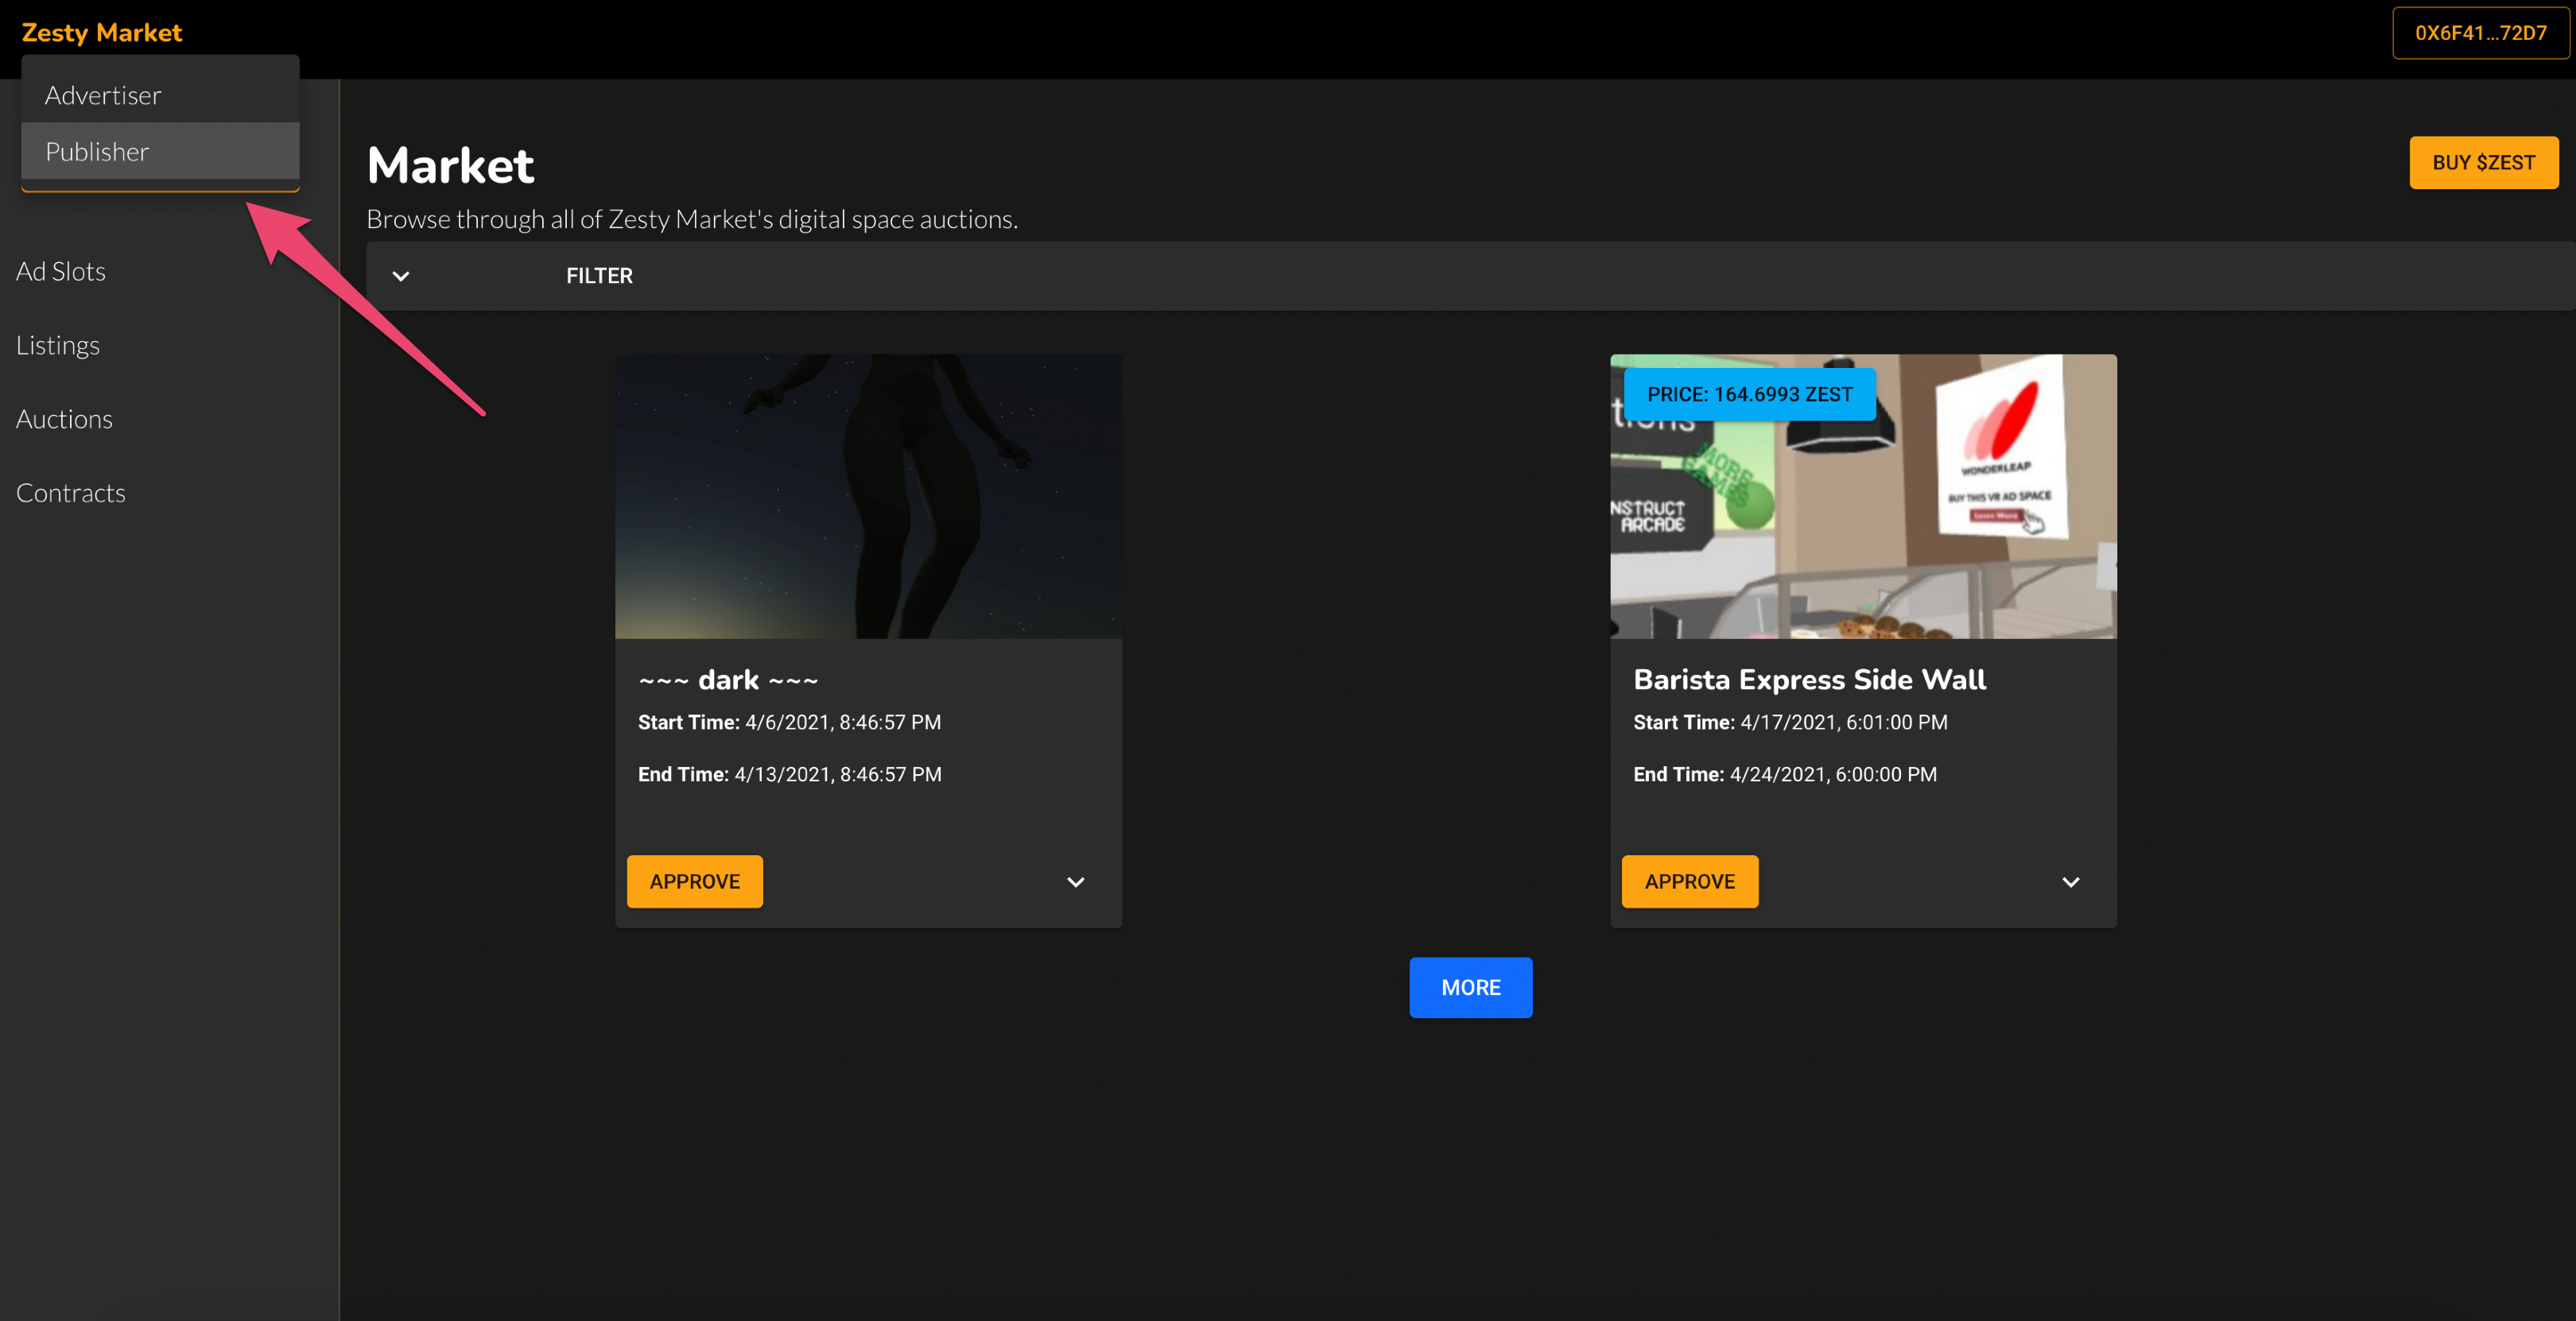 Zesty Market
0X6F41...72D7
Advertiser
Publisher
Ad Slots
Listings
Auctions
Contracts
Market
BUY $ZEST
Browse through all of Zesty Market's digital space auctions.
FILTER
~~~ dark ~~~
Start Time: 4/6/2021, 8:46:57 PM
End Time: 4/13/2021, 8:46:57 PM
APPROVE
PRICE: 164.6993 ZEST
MORE
GAMES
NSTRUCT
ARCADE
WONDERLEAP
BUY THIS VR AD SPACE
Learn More
Barista Express Side Wall
Start Time: 4/17/2021, 6:01:00 PM
End Time: 4/24/2021, 6:00:00 PM
APPROVE
MORE